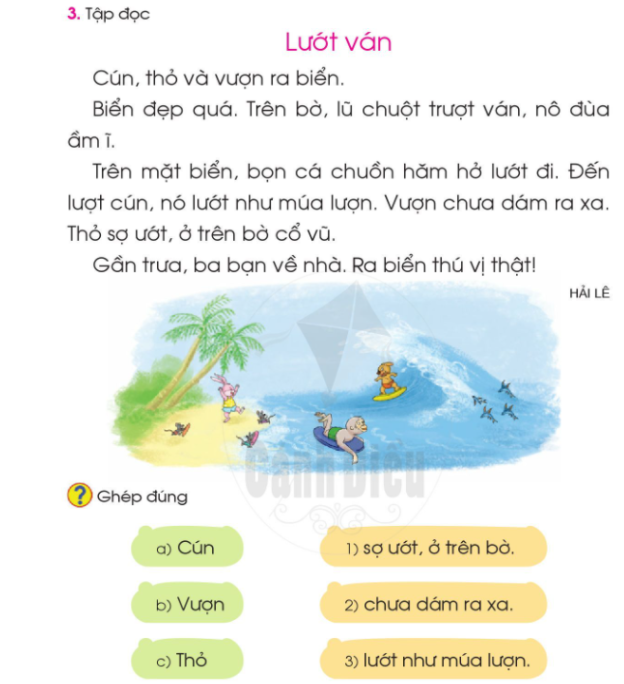 3. Tập đọc
Lướt ván
Cún, thỏ và vượn ra biển.
Biển đẹp quá. Trên bờ, lũ chuột trượt ván, nô đùa
ầm ĩ.
Trên mặt biển, bọn cá chuồn hăm hở lướt đi. Đến
lượt cún, nó lướt như múa lượn. Vượn chưa dám ra xa.
Thỏ sợ ướt, ở trên bờ cổ vũ.
Gần trưa, ba bạn về nhà. Ra biển thú vị thật!
HẢI LÊ
Cánh Diều
? Ghép đúng
a) Cún
1) sợ ướt, ở trên bờ.
b) Vượn
2) chưa dám ra xa.
c) Thỏ
3) lướt như múa lượn.